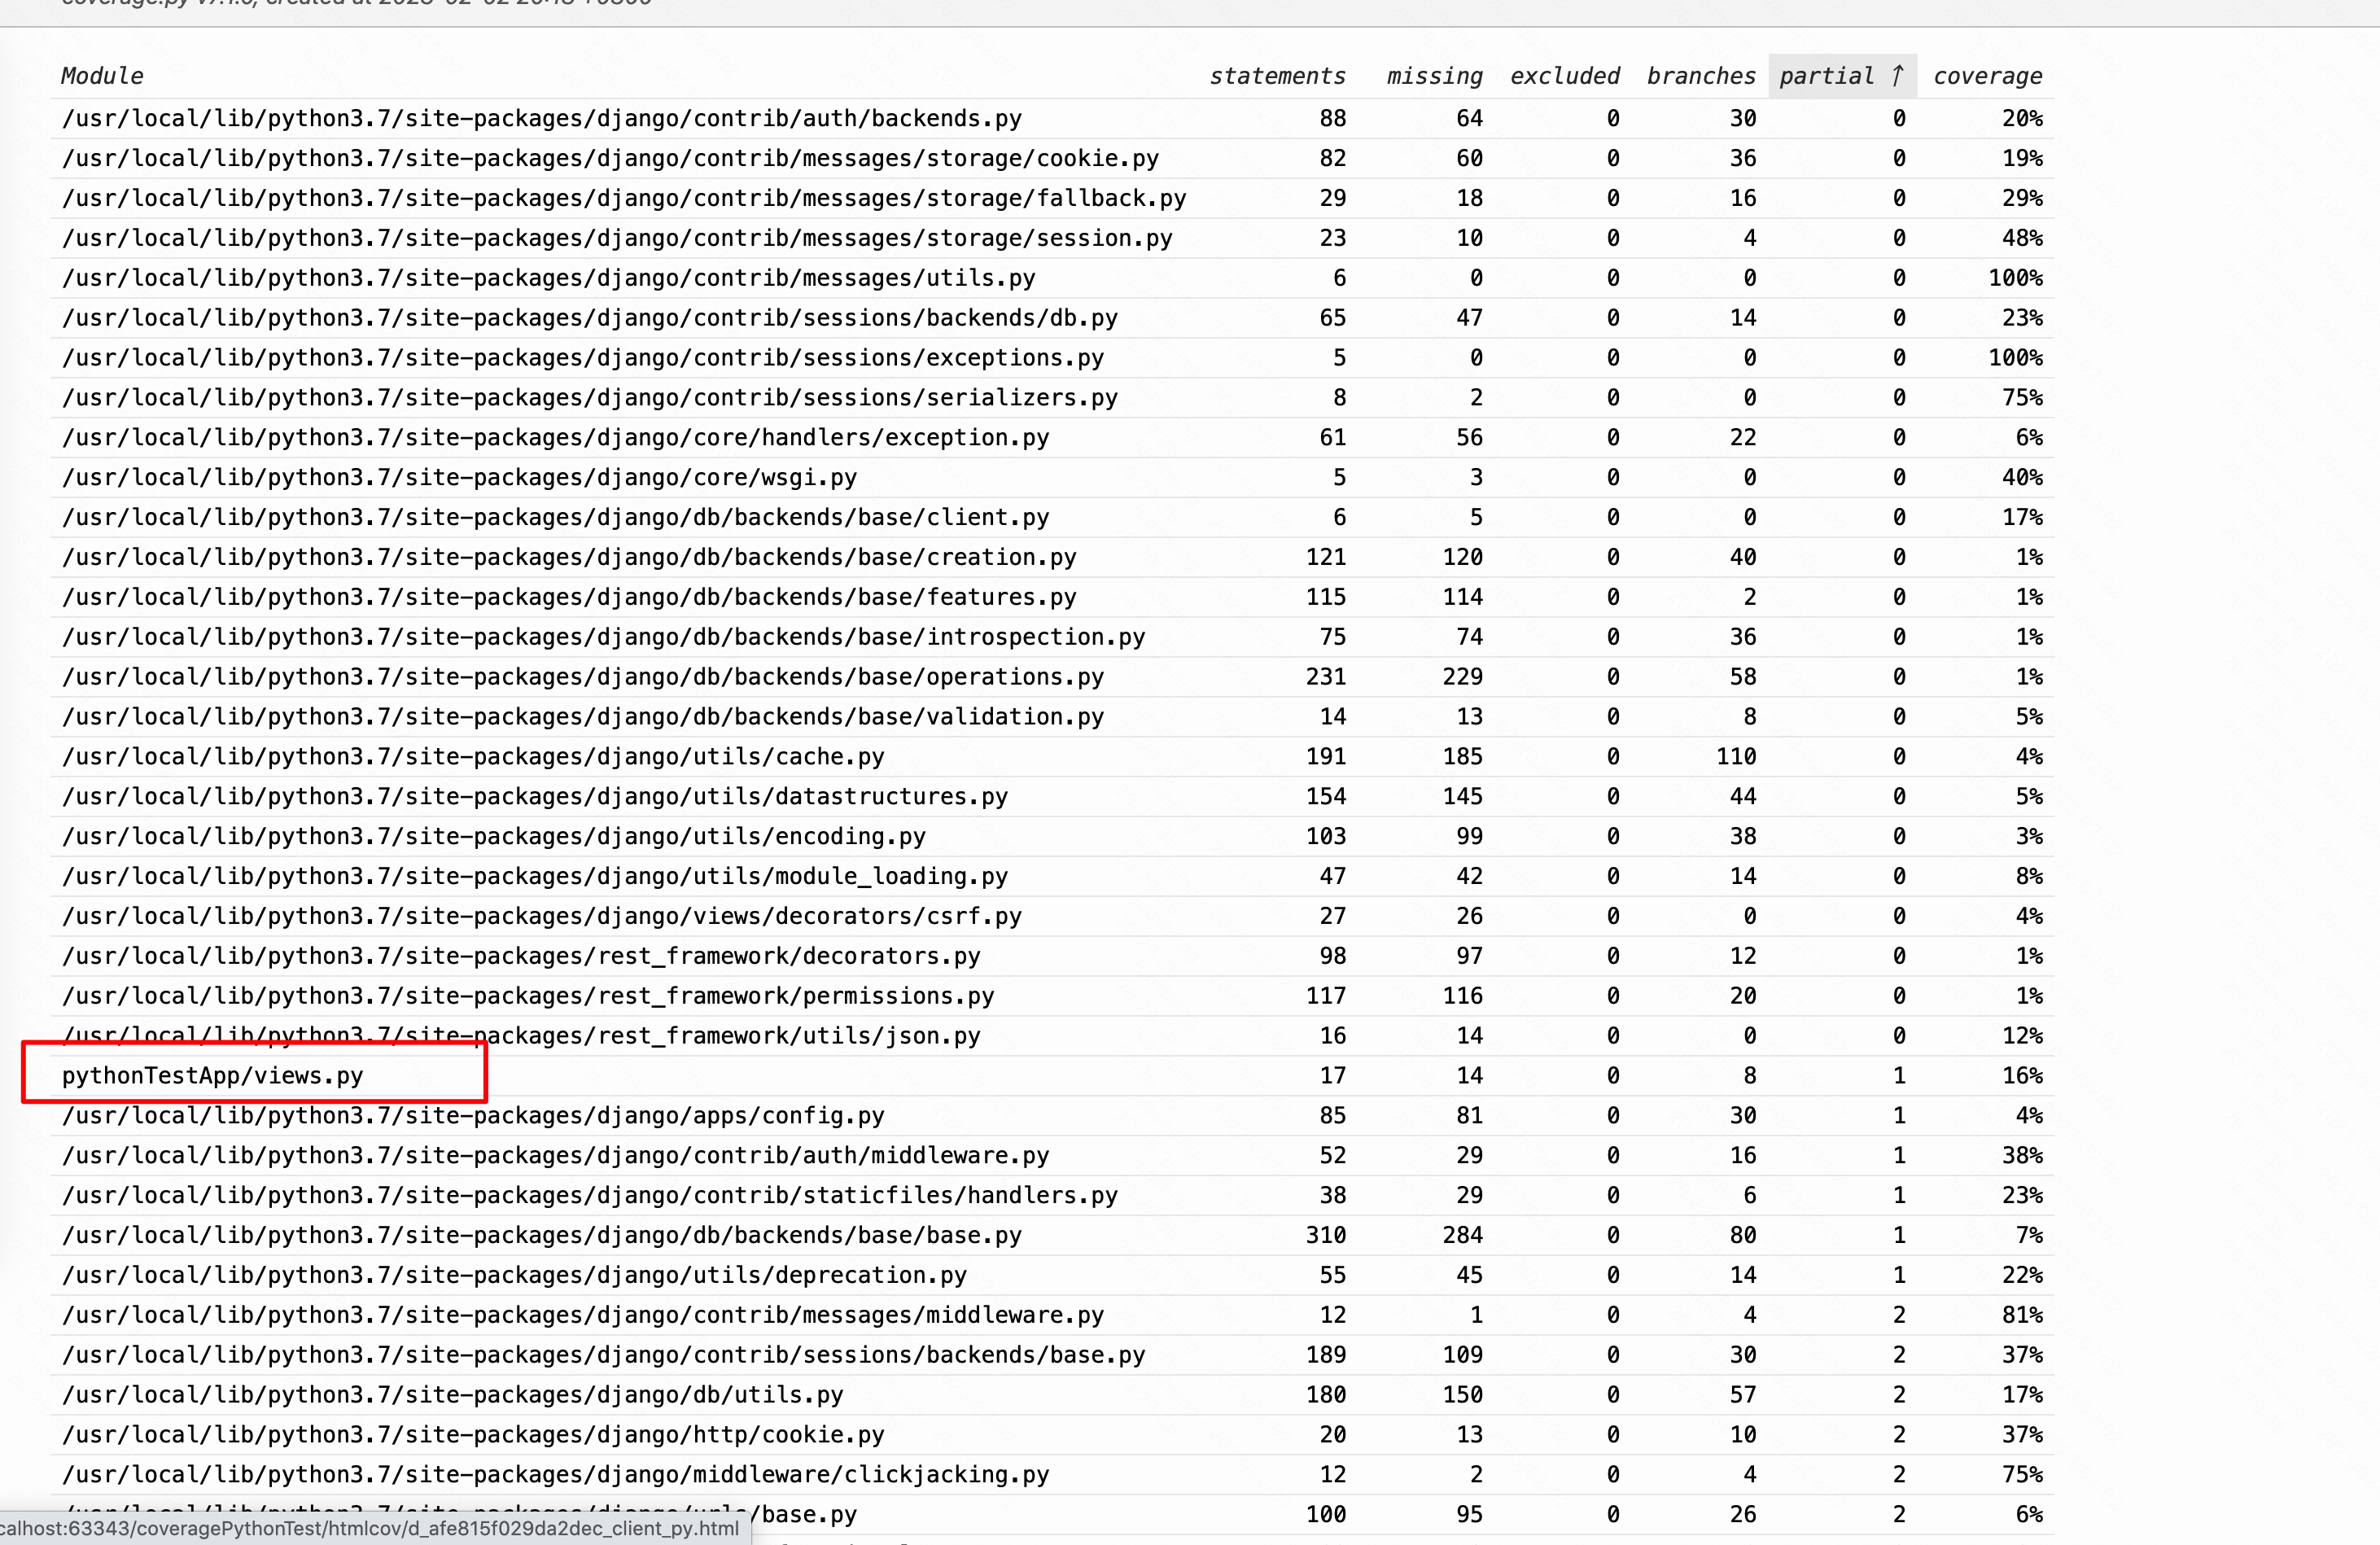 Module statements missing excluded branches partial ↑ coverage
/usr/local/lib/python3.7/site-packages/django/contrib/auth/backends.py 88 64 0 30 0 20%
/usr/local/lib/python3.7/site-packages/django/contrib/messages/storage/cookie.py 82 60 0 36 0 19%
/usr/local/lib/python3.7/site-packages/django/contrib/messages/storage/fallback.py 29 18 0 16 0 29%
/usr/local/lib/python3.7/site-packages/django/contrib/messages/storage/session.py 23 10 0 4 0 48%
/usr/local/lib/python3.7/site-packages/django/contrib/messages/utils.py 6 0 0 0 0 100%
/usr/local/lib/python3.7/site-packages/django/contrib/sessions/backends/db.py 65 47 0 14 0 23%
/usr/local/lib/python3.7/site-packages/django/contrib/sessions/exceptions.py 5 0 0 0 0 100%
/usr/local/lib/python3.7/site-packages/django/contrib/sessions/serializers.py 8 2 0 0 0 75%
/usr/local/lib/python3.7/site-packages/django/core/handlers/exception.py 61 56 0 22 0 6%
/usr/local/lib/python3.7/site-packages/django/core/wsgi.py 5 3 0 0 0 40%
/usr/local/lib/python3.7/site-packages/django/db/backends/base/client.py 6 5 0 0 0 17%
/usr/local/lib/python3.7/site-packages/django/db/backends/base/creation.py 121 120 0 40 0 1%
/usr/local/lib/python3.7/site-packages/django/db/backends/base/features.py 115 114 0 2 0 1%
/usr/local/lib/python3.7/site-packages/django/db/backends/base/introspection.py 75 74 0 36 0 1%
/usr/local/lib/python3.7/site-packages/django/db/backends/base/operations.py 231 229 0 58 0 1%
/usr/local/lib/python3.7/site-packages/django/db/backends/base/validation.py 14 13 0 8 0 5%
/usr/local/lib/python3.7/site-packages/django/utils/cache.py 191 185 0 110 0 4%
/usr/local/lib/python3.7/site-packages/django/utils/datastructures.py 154 145 0 44 0 5%
/usr/local/lib/python3.7/site-packages/django/utils/encoding.py 103 99 0 38 0 3%
/usr/local/lib/python3.7/site-packages/django/utils/module_loading.py 47 42 0 14 0 8%
/usr/local/lib/python3.7/site-packages/django/views/decorators/csrf.py 27 26 0 0 0 4%
/usr/local/lib/python3.7/site-packages/rest_framework/decorators.py 98 97 0 12 0 1%
/usr/local/lib/python3.7/site-packages/rest_framework/permissions.py 117 116 0 20 0 1%
/usr/local/lib/python3.7/site-packages/rest_framework/utils/json.py 16 14 0 0 0 12%
pythonTestApp/views.py 17 14 0 8 1 16%
/usr/local/lib/python3.7/site-packages/django/apps/config.py 85 81 0 30 1 4%
/usr/local/lib/python3.7/site-packages/django/contrib/auth/middleware.py 52 29 0 16 1 38%
/usr/local/lib/python3.7/site-packages/django/contrib/staticfiles/handlers.py 38 29 0 6 1 23%
/usr/local/lib/python3.7/site-packages/django/db/backends/base/base.py 310 284 0 80 1 7%
/usr/local/lib/python3.7/site-packages/django/utils/deprecation.py 55 45 0 14 1 22%
/usr/local/lib/python3.7/site-packages/django/contrib/messages/middleware.py 12 1 0 4 2 81%
/usr/local/lib/python3.7/site-packages/django/contrib/sessions/backends/base.py 189 109 0 30 2 37%
/usr/local/lib/python3.7/site-packages/django/db/utils.py 180 150 0 57 2 17%
/usr/local/lib/python3.7/site-packages/django/http/cookie.py 20 13 0 10 2 37%
/usr/local/lib/python3.7/site-packages/django/middleware/clickjacking.py 12 2 0 4 2 75%
/usr/local/lib/python3.7/site-packages/django/urls/base.py 100 95 0 26 2 6%
calhost:63343/coveragePythonTest/htmlcov/d_afe815f029da2dec_client_py.html